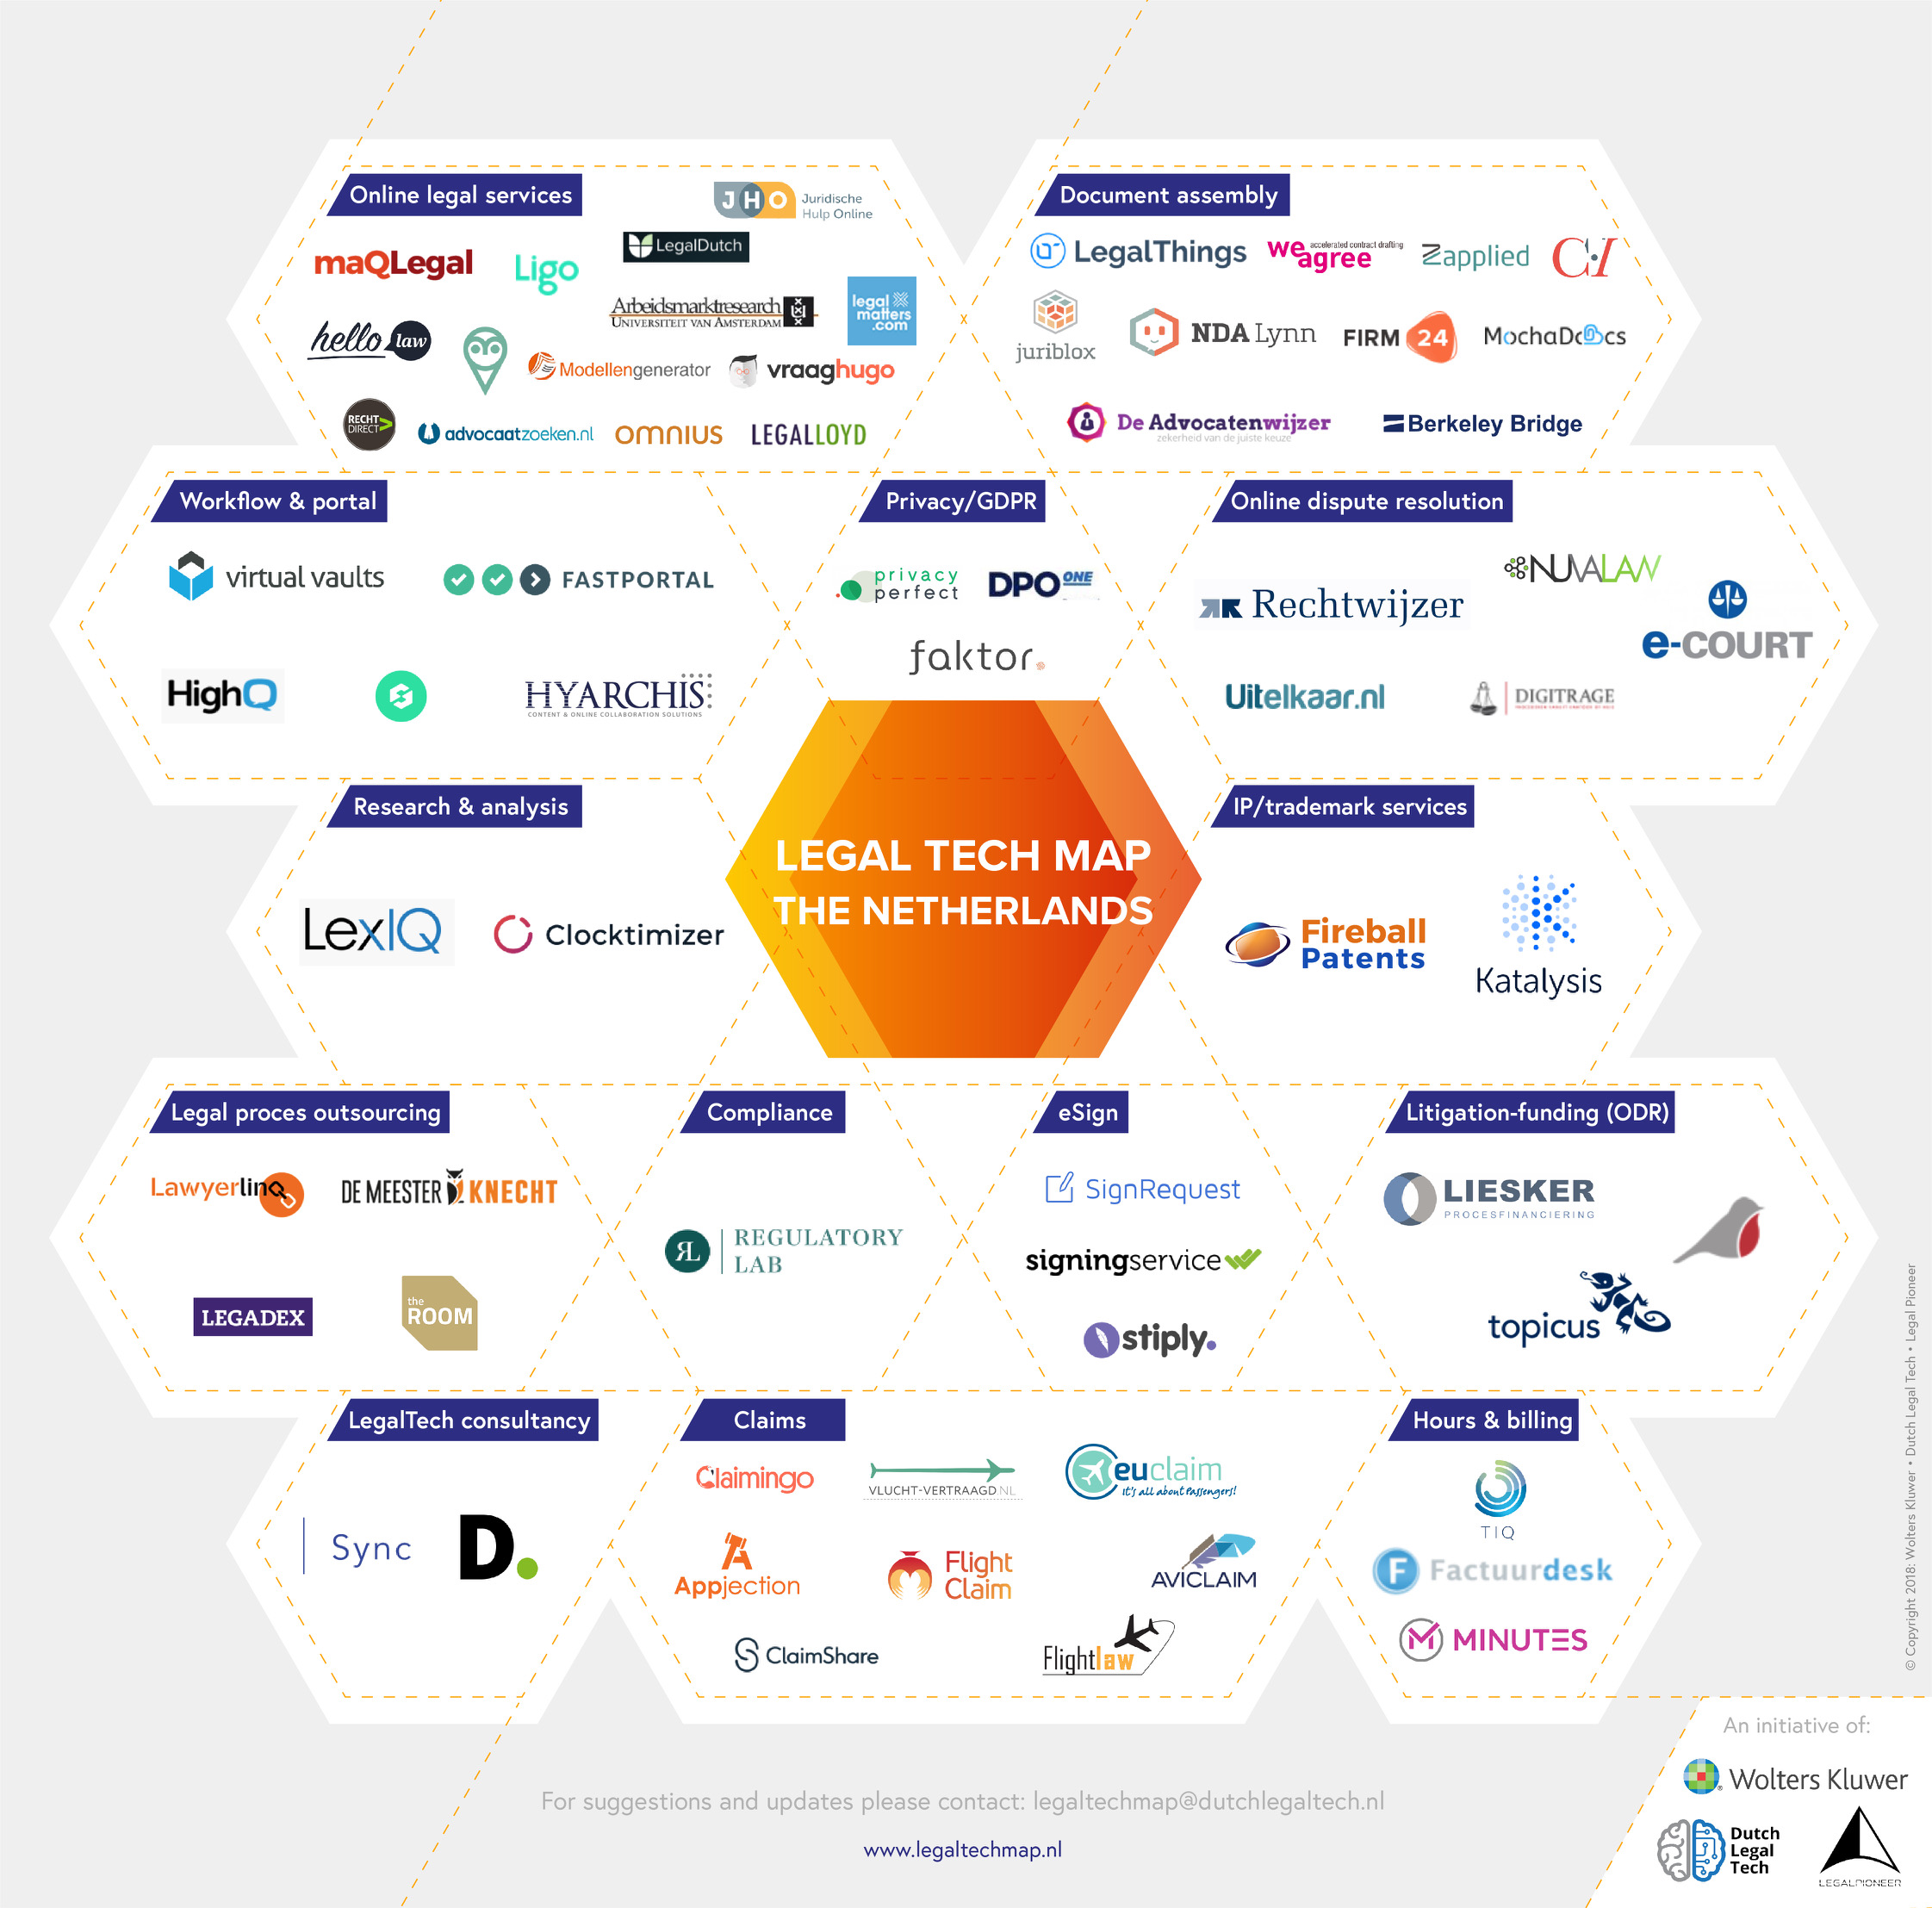 Online legal services
JHO Juridische
Hulp Online
maQLegal
Ligo
LegalDutch
Arbeidsmarktresearch
UNIVERSITEIT VAN AMSTERDAM
legal
matters
.com
hello law
Modellengenerator
vraaghugo
RECHT
DIRECT
advocaatzoeken.nl
omnius
LEGALLOYD
Document assembly
LegalThings
we accelerated contract drafting
agree
Zapplied
juriblox
NDA Lynn
FIRM 24
MochaDocs
De Advocatenwijzer
zekerheid van de juiste keuze
Berkeley Bridge
Workflow & portal
virtual vaults
FASTPORTAL
HighQ
HYARCHIS
CONTENT & ONLINE COLLABORATION SOLUTIONS
Privacy/GDPR
privacy
perfect
DPO ONE
faktor.
Online dispute resolution
NUVALAW
Rechtwijzer
e-COURT
Uitelkaar.nl
DIGITRAGE
Research & analysis
LexIQ
Clocktimizer
LEGAL TECH MAP
THE NETHERLANDS
IP/trademark services
Fireball
Patents
Katalysis
Legal proces outsourcing
Lawyerlinq
DE MEESTER KNECHT
LEGADEX
the
ROOM
Compliance
RL REGULATORY
LAB
eSign
SignRequest
signingservice
stiply.
Litigation-funding (ODR)
LIESKER
PROCESFINANCIERING
topicus
LegalTech consultancy
Sync
D.
Claims
Claimingo
VLUCHT-VERTRAAGD.NL
euclaim
it's all about Passengers!
Appjection
Flight
Claim
AVICLAIM
ClaimShare
Flightlaw
Hours & billing
TIQ
F Factuurdesk
M MINUTES
© Copyright 2018: Wolters Kluwer • Dutch Legal Tech • Legal Pioneer
An initiative of:
Wolters Kluwer
Dutch
Legal
Tech
LEGALPIONEER
For suggestions and updates please contact: legaltechmap@dutchlegaltech.nl
www.legaltechmap.nl